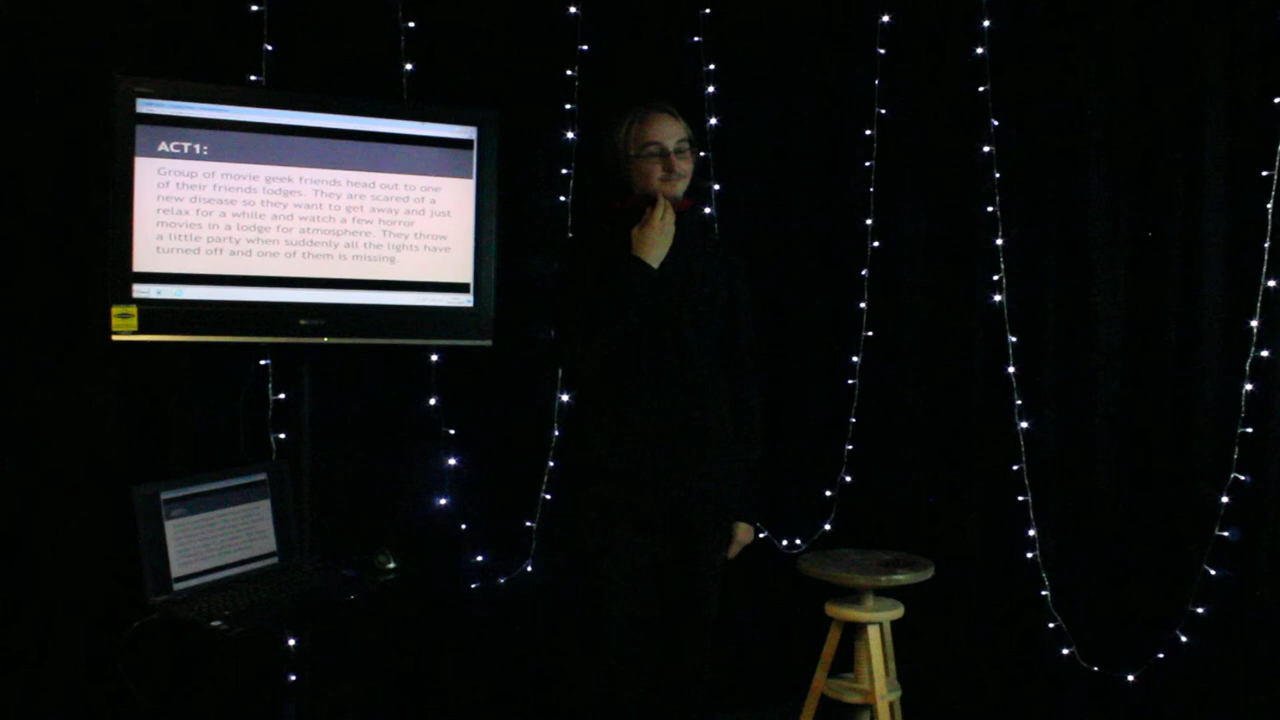 ACT1:
Group of movie geek friends head out to one
of their friends lodges. They are scared of a
new disease so they want to get away and just
relax for a while and watch a few horror
movies in a lodge for atmosphere. They throw
a little party when suddenly all the lights have
turned off and one of them is missing.